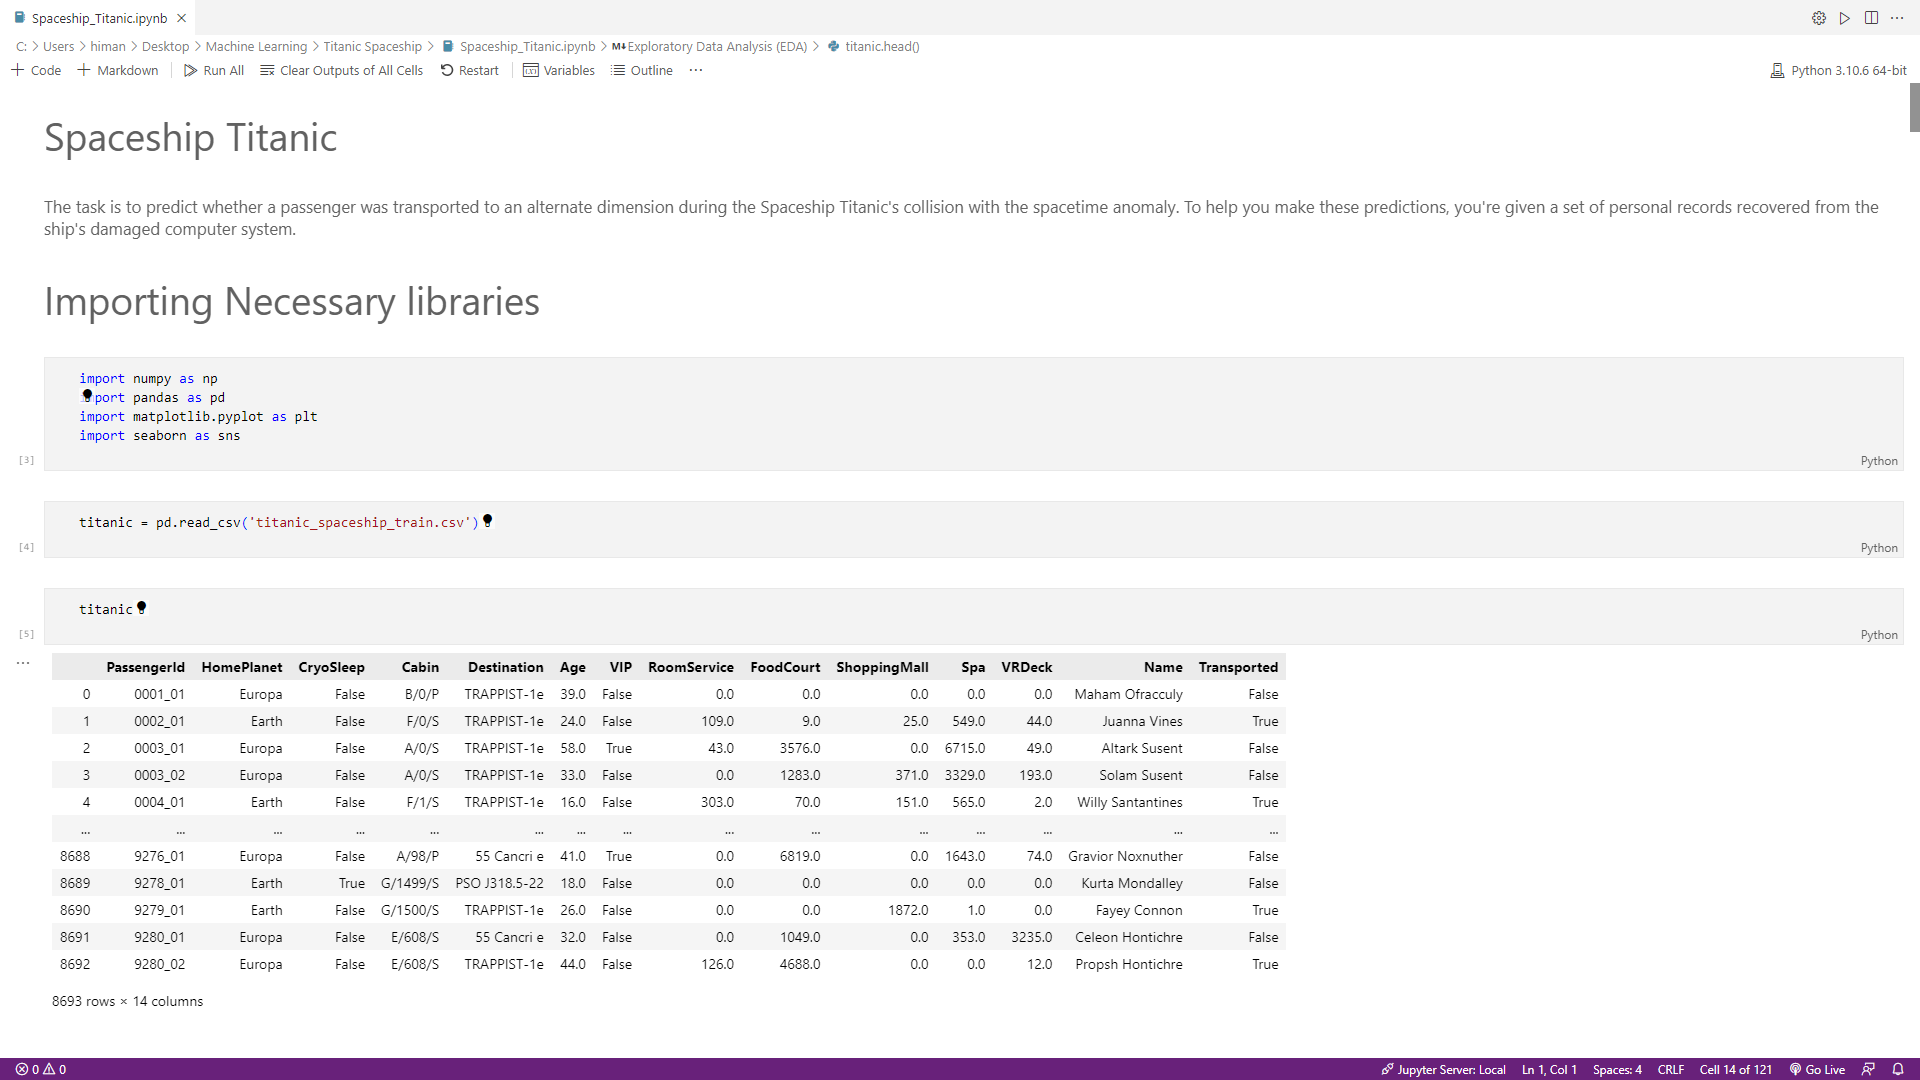 Spaceship_Titanic.ipynb
C: > Users > himan > Desktop > Machine Learning > Titanic Spaceship > Spaceship_Titanic.ipynb > M↓Exploratory Data Analysis (EDA) > titanic.head()
+ Code + Markdown Run All Clear Outputs of All Cells Restart Variables Outline ... Python 3.10.6 64-bit
Spaceship Titanic
The task is to predict whether a passenger was transported to an alternate dimension during the Spaceship Titanic's collision with the spacetime anomaly. To help you make these predictions, you're given a set of personal records recovered from the
ship's damaged computer system.
Importing Necessary libraries
import numpy as np
port pandas as pd
import matplotlib.pyplot as plt
import seaborn as sns
[3] Python
titanic = pd.read_csv('titanic_spaceship_train.csv')
[4] Python
titanic
[5] Python
...
PassengerId HomePlanet CryoSleep Cabin Destination Age VIP RoomService FoodCourt ShoppingMall Spa VRDeck Name Transported
0 0001_01 Europa False B/0/P TRAPPIST-1e 39.0 False 0.0 0.0 0.0 0.0 0.0 Maham Ofracculy False
1 0002_01 Earth False F/0/S TRAPPIST-1e 24.0 False 109.0 9.0 25.0 549.0 44.0 Juanna Vines True
2 0003_01 Europa False A/0/S TRAPPIST-1e 58.0 True 43.0 3576.0 0.0 6715.0 49.0 Altark Susent False
3 0003_02 Europa False A/0/S TRAPPIST-1e 33.0 False 0.0 1283.0 371.0 3329.0 193.0 Solam Susent False
4 0004_01 Earth False F/1/S TRAPPIST-1e 16.0 False 303.0 70.0 151.0 565.0 2.0 Willy Santantines True
... ... ... ... ... ... ... ... ... ... ... ... ... ... ...
8688 9276_01 Europa False A/98/P 55 Cancri e 41.0 True 0.0 6819.0 0.0 1643.0 74.0 Gravior Noxnuther False
8689 9278_01 Earth True G/1499/S PSO J318.5-22 18.0 False 0.0 0.0 0.0 0.0 0.0 Kurta Mondalley False
8690 9279_01 Earth False G/1500/S TRAPPIST-1e 26.0 False 0.0 0.0 1872.0 1.0 0.0 Fayey Connon True
8691 9280_01 Europa False E/608/S 55 Cancri e 32.0 False 0.0 1049.0 0.0 353.0 3235.0 Celeon Hontichre False
8692 9280_02 Europa False E/608/S TRAPPIST-1e 44.0 False 126.0 4688.0 0.0 0.0 12.0 Propsh Hontichre True
8693 rows × 14 columns
0 0 Jupyter Server: Local Ln 1, Col 1 Spaces: 4 CRLF Cell 14 of 121 Go Live